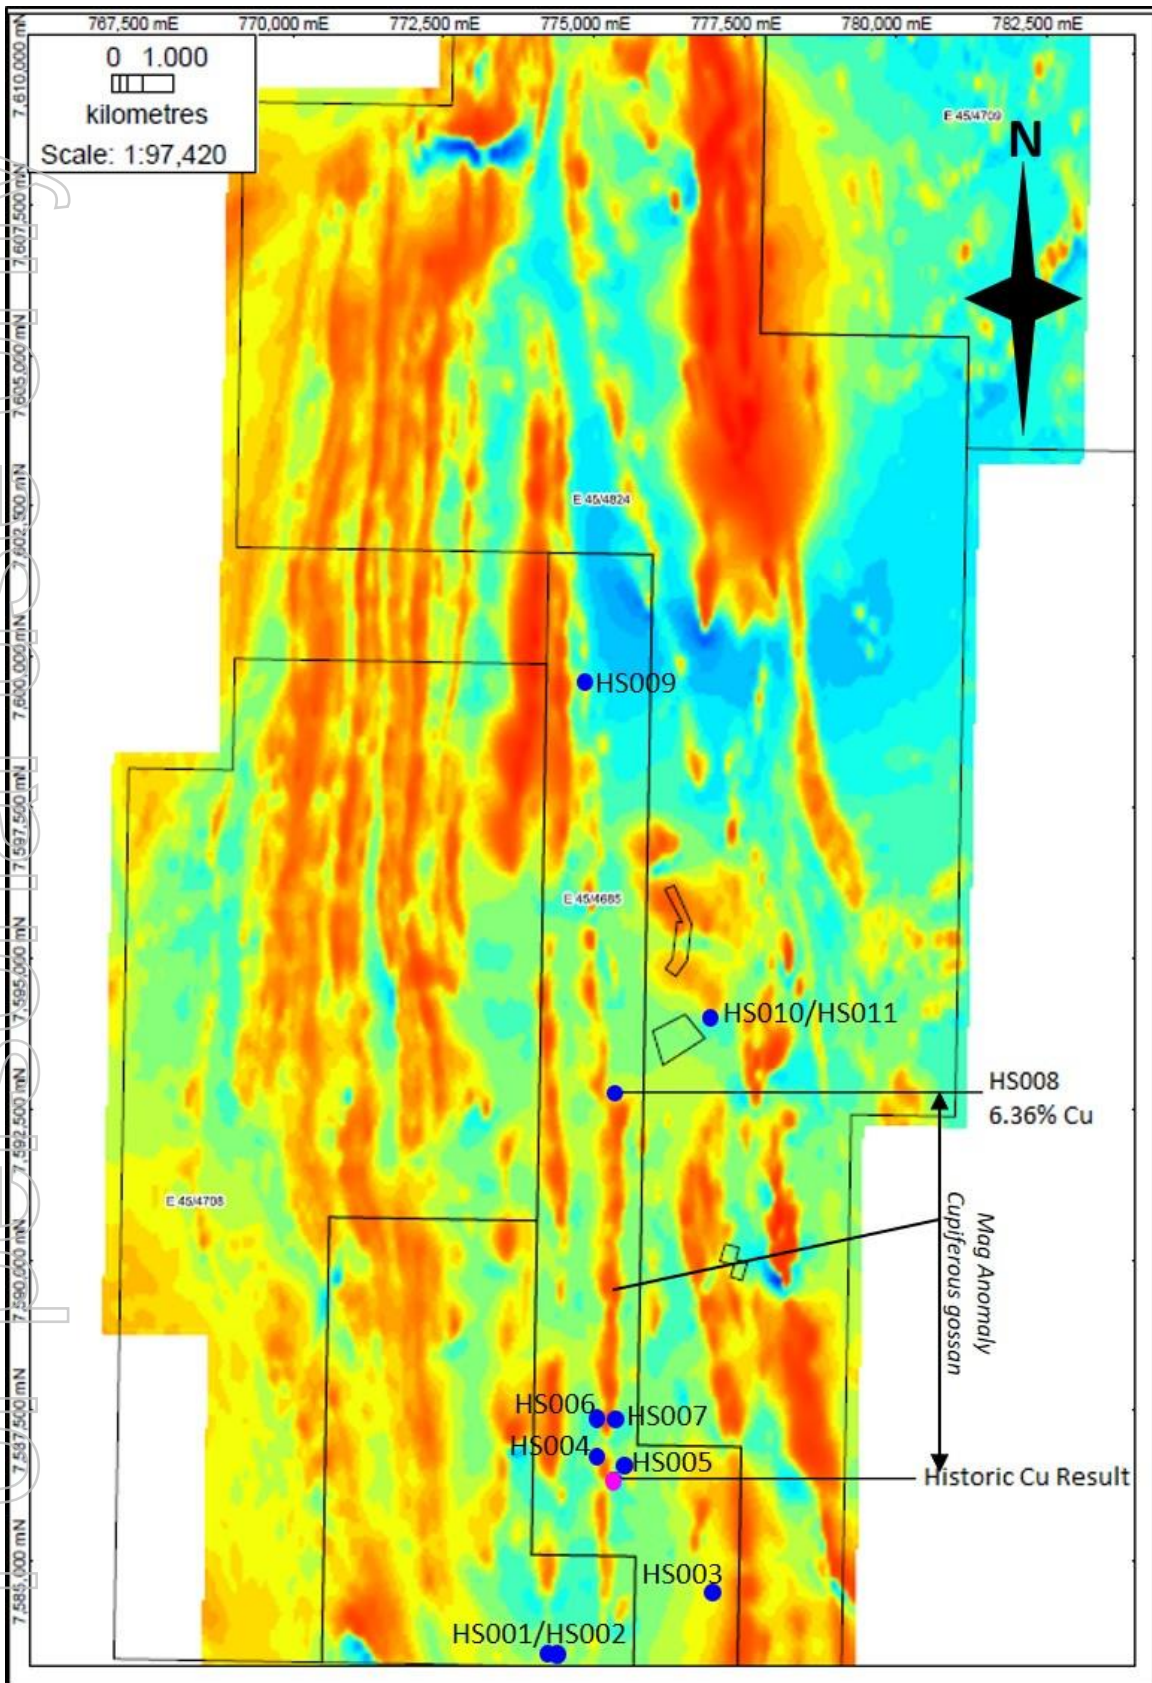 767,500 mE
770,000 mE
772,500 mE
775,000 mE
777,500 mE
780,000 mE
782,500 mE
0 1.000
kilometres
Scale: 1:97,420
7,610,000 mN
7,607,500 mN
7,605,000 mN
7,602,500 mN
7,600,000 mN
7,597,500 mN
7,595,000 mN
7,592,500 mN
7,590,000 mN
7,587,500 mN
7,585,000 mN
E 45/4709
N
E 45/4824
HS009
E 45/4685
HS010/HS011
HS008
6.36% Cu
E 45/4708
Mag Anomaly
Cupiferous gossan
HS006
HS007
HS004
HS005
Historic Cu Result
HS003
HS001/HS002